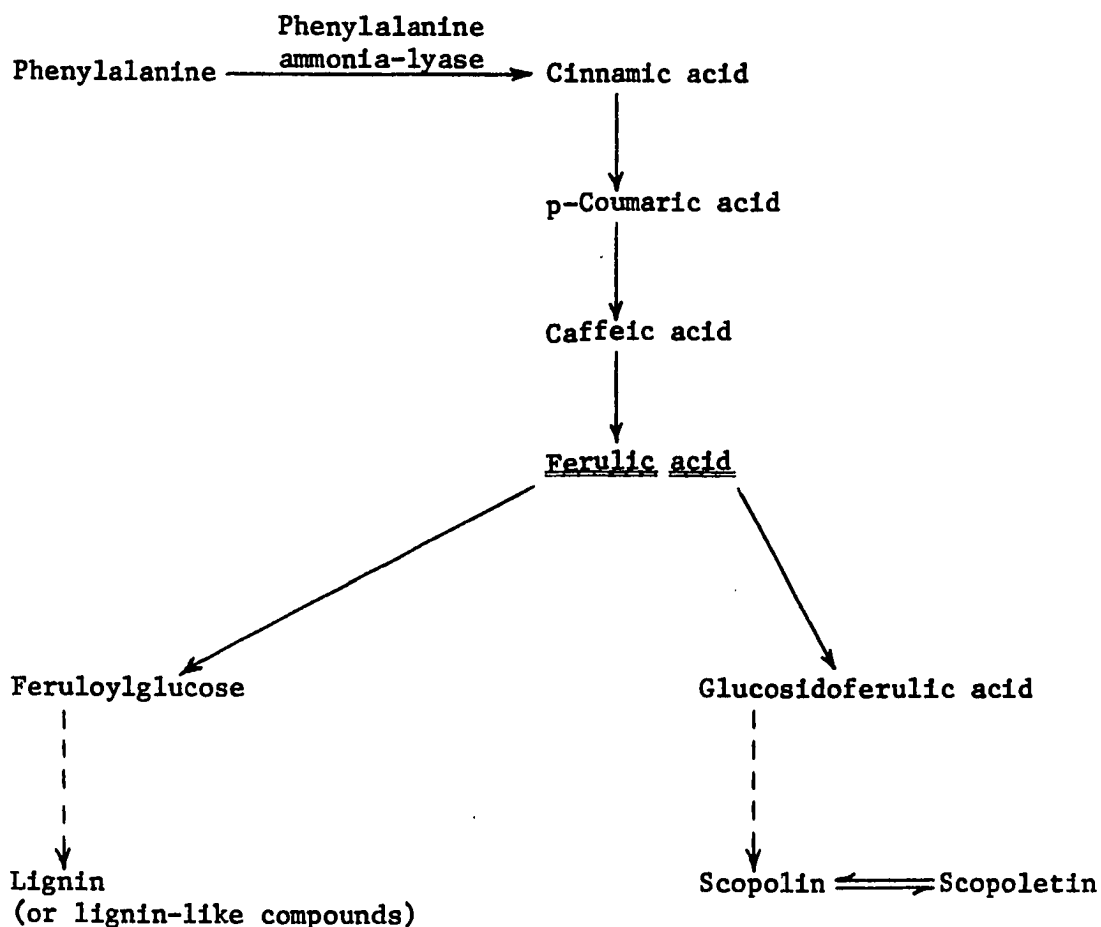 Phenylalanine
ammonia-lyase
Phenylalanine
Cinnamic acid
p-Coumaric acid
Caffeic acid
Ferulic acid
Feruloylglucose
Glucosidoferulic acid
Lignin
(or lignin-like compounds)
Scopolin
Scopoletin